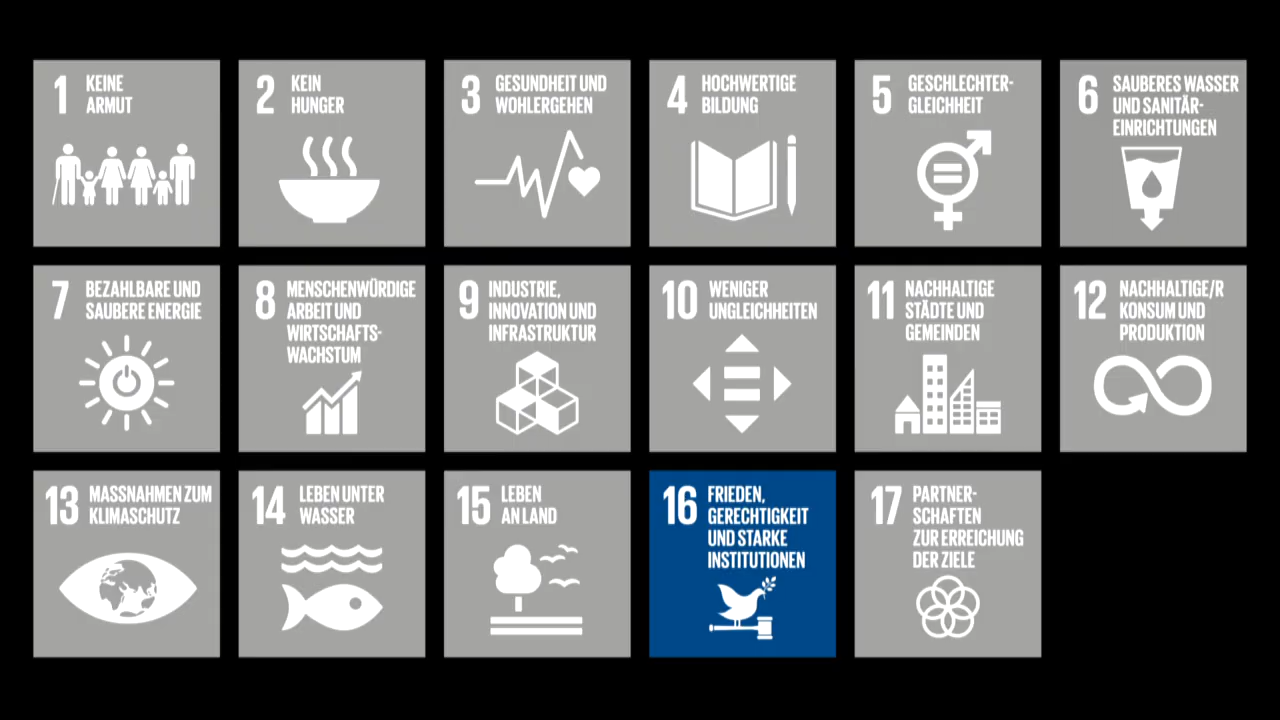 1 KEINE
ARMUT
2 KEIN
HUNGER
3 GESUNDHEIT UND
WOHLERGEHEN
4 HOCHWERTIGE
BILDUNG
5 GESCHLECHTER-
GLEICHHEIT
6 SAUBERES WASSER
UND SANITÄR-
EINRICHTUNGEN
7 BEZAHLBARE UND
SAUBERE ENERGIE
8 MENSCHENWÜRDIGE
ARBEIT UND
WIRTSCHAFTS-
WACHSTUM
9 INDUSTRIE,
INNOVATION UND
INFRASTRUKTUR
10 WENIGER
UNGLEICHHEITEN
11 NACHHALTIGE
STÄDTE UND
GEMEINDEN
12 NACHHALTIGE/R
KONSUM UND
PRODUKTION
13 MASSNAHMEN ZUM
KLIMASCHUTZ
14 LEBEN UNTER
WASSER
15 LEBEN
AN LAND
16 FRIEDEN,
GERECHTIGKEIT
UND STARKE
INSTITUTIONEN
17 PARTNER-
SCHAFTEN
ZUR ERREICHUNG
DER ZIELE